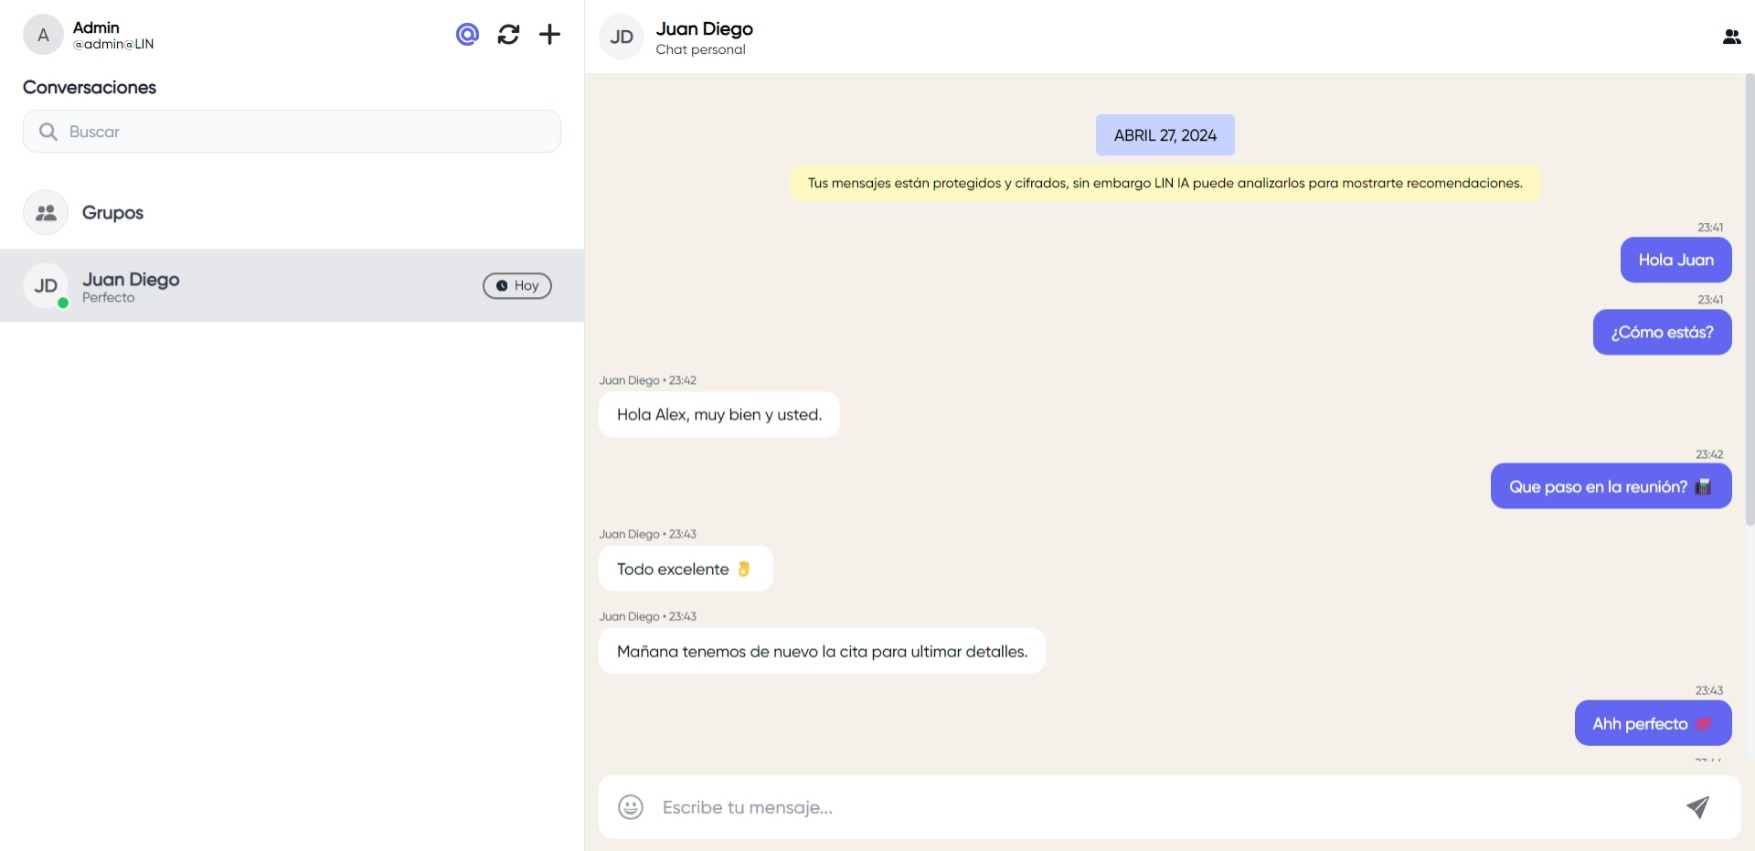 A
Admin
@admin@LIN
Conversaciones
Buscar
Grupos
JD
Juan Diego
Perfecto
Hoy
JD
Juan Diego
Chat personal
ABRIL 27, 2024
Tus mensajes están protegidos y cifrados, sin embargo LIN IA puede analizarlos para mostrarte recomendaciones.
23:41
Hola Juan
23:41
¿Cómo estás?
Juan Diego • 23:42
Hola Alex, muy bien y usted.
23:42
Que paso en la reunión?
Juan Diego • 23:43
Todo excelente 👌
Juan Diego • 23:43
Mañana tenemos de nuevo la cita para ultimar detalles.
23:43
Ahh perfecto
Escribe tu mensaje...